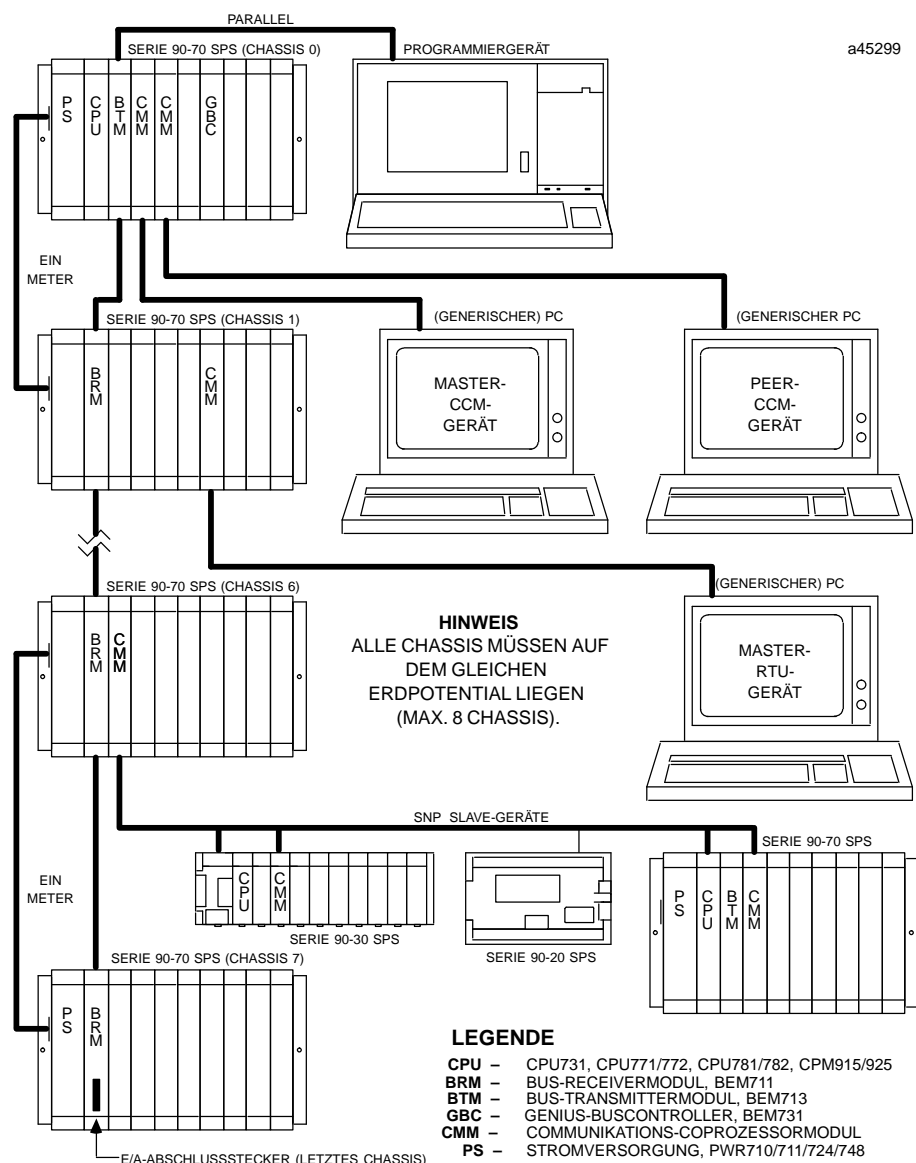 PARALLEL
SERIE 90-70 SPS (CHASSIS 0)
PROGRAMMIERGERÄT
a45299
PS
CPU
BTM
CMM
CMM
GBC
EIN
METER
SERIE 90-70 SPS (CHASSIS 1)
(GENERISCHER) PC
(GENERISCHER PC
BRM
CMM
MASTER-
CCM-
GERÄT
PEER-
CCM-
GERÄT
SERIE 90-70 SPS (CHASSIS 6)
(GENERISCHER) PC
BRM
CMM
HINWEIS
ALLE CHASSIS MÜSSEN AUF
DEM GLEICHEN
ERDPOTENTIAL LIEGEN
(MAX. 8 CHASSIS).
MASTER-
RTU-
GERÄT
SNP SLAVE-GERÄTE
SERIE 90-70 SPS
CPU
CMM
PS
CPU
BTM
CMM
EIN
METER
SERIE 90-30 SPS
SERIE 90-20 SPS
SERIE 90-70 SPS (CHASSIS 7)
PS
BRM
LEGENDE
CPU – CPU731, CPU771/772, CPU781/782, CPM915/925
BRM – BUS-RECEIVERMODUL, BEM711
BTM – BUS-TRANSMITTERMODUL, BEM713
GBC – GENIUS-BUSCONTROLLER, BEM731
CMM – COMMUNIKATIONS-COPROZESSORMODUL
PS – STROMVERSORGUNG, PWR710/711/724/748
E/A-ABSCHLUSSSTECKER (LETZTES CHASSIS)